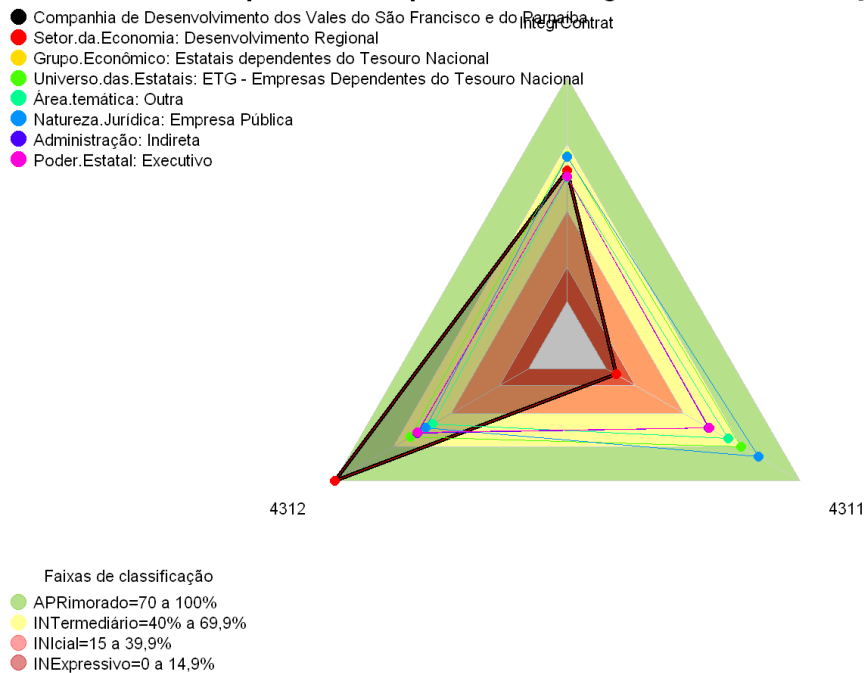 Companhia de Desenvolvimento dos Vales do São Francisco e do Parnaíba
IntegrContrat
Setor.da.Economia: Desenvolvimento Regional
Grupo.Econômico: Estatais dependentes do Tesouro Nacional
Universo.das.Estatais: ETG - Empresas Dependentes do Tesouro Nacional
Área.temática: Outra
Natureza.Jurídica: Empresa Pública
Administração: Indireta
Poder.Estatal: Executivo
4312
4311
Faixas de classificação
APRimorado=70 a 100%
INTermediário=40% a 69,9%
INIcial=15 a 39,9%
INExpressivo=0 a 14,9%